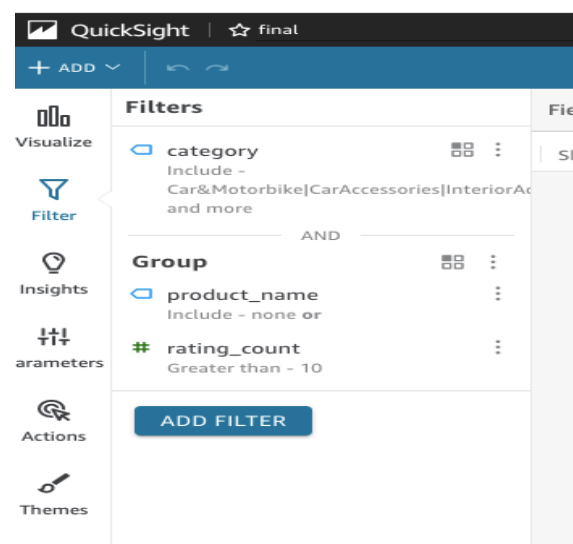 QuickSight | final
+ ADD
Visualize
Filter
Insights
arameters
Actions
Themes
Filters
category
Include -
Car&Motorbike|CarAccessories|InteriorAc
and more
AND
Group
product_name
Include - none or
# rating_count
Greater than - 10
ADD FILTER
Fie